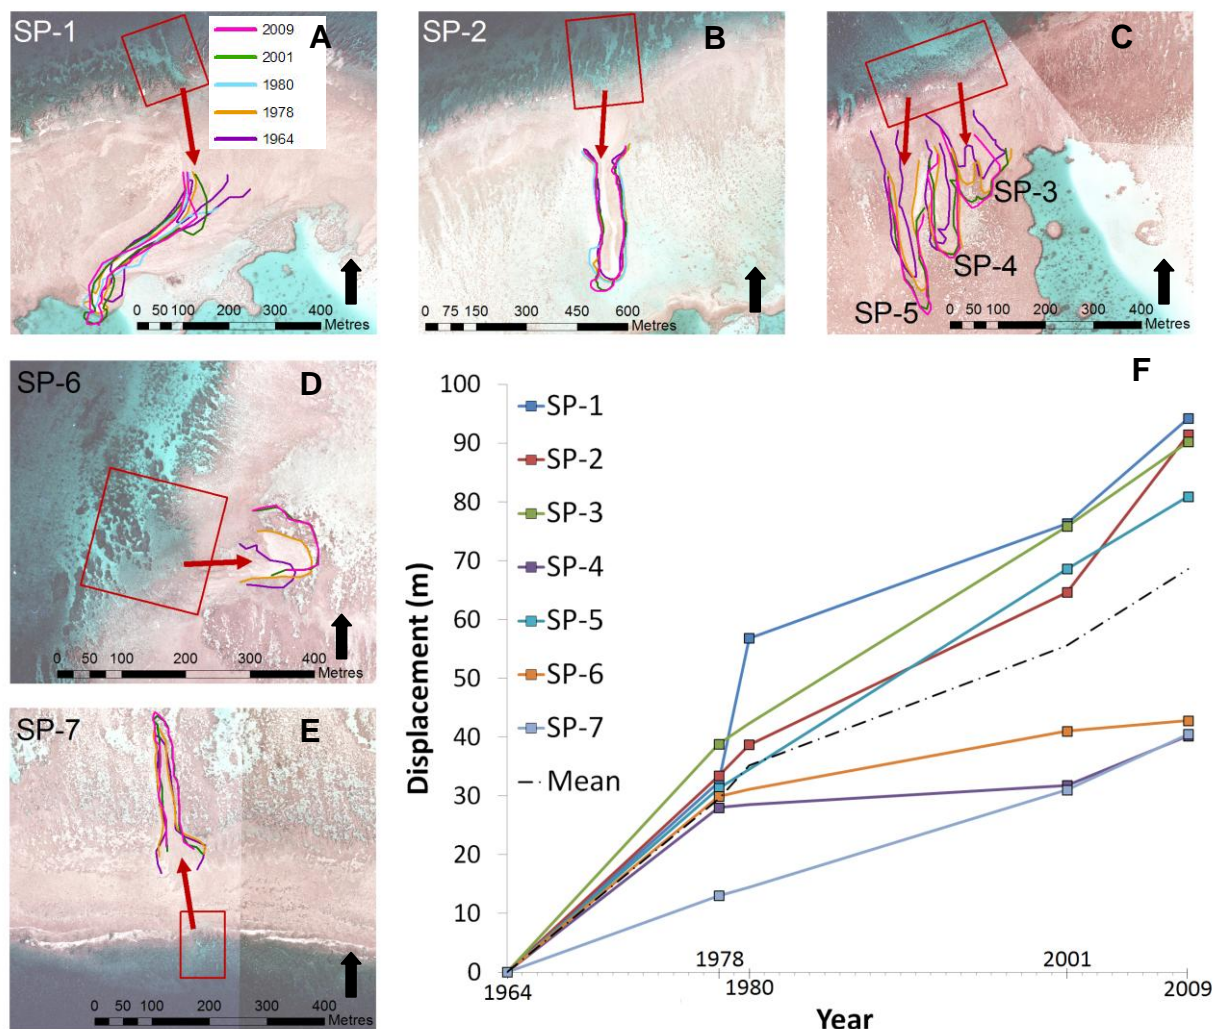 SP-1
A
2009
2001
1980
1978
1964
0 50 100 200 300 400
Metres
SP-2
B
0 75 150 300 450 600
Metres
C
SP-3
SP-4
SP-5
0 50 100 200 300 400
Metres
SP-6
D
0 50 100 200 300 400
Metres
SP-7
E
0 50 100 200 300 400
Metres
F
100
90
80
70
60
50
40
30
20
10
0
Displacement (m)
SP-1
SP-2
SP-3
SP-4
SP-5
SP-6
SP-7
Mean
1978 2001
1964 1980 2009
Year